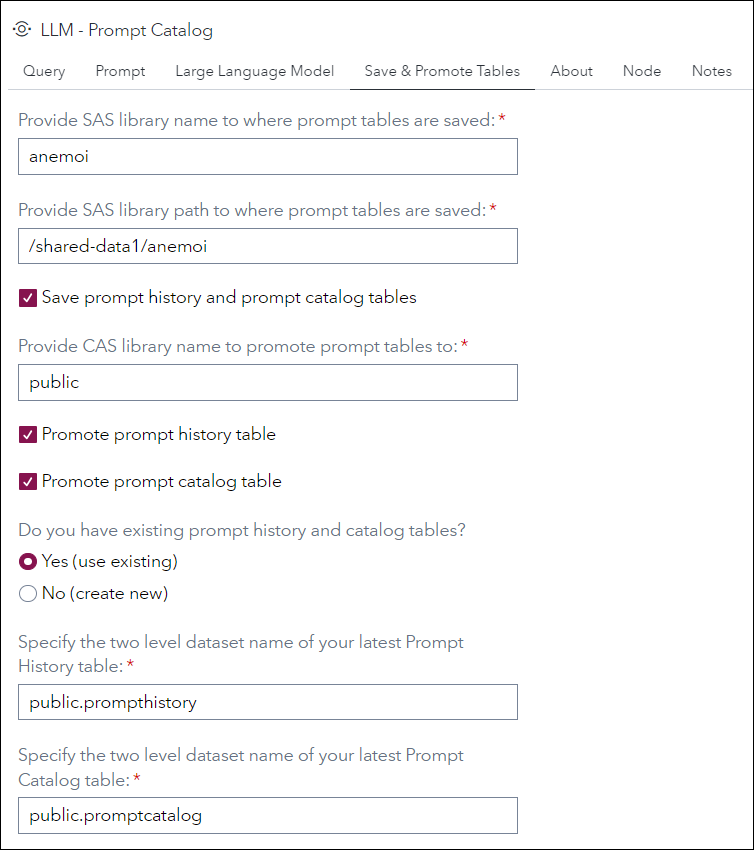 LLM - Prompt Catalog
Query Prompt Large Language Model Save & Promote Tables About Node Notes
Provide SAS library name to where prompt tables are saved: *
anemoi
Provide SAS library path to where prompt tables are saved: *
/shared-data1/anemoi
Save prompt history and prompt catalog tables
Provide CAS library name to promote prompt tables to: *
public
Promote prompt history table
Promote prompt catalog table
Do you have existing prompt history and catalog tables?
Yes (use existing)
No (create new)
Specify the two level dataset name of your latest Prompt
History table: *
public.prompthistory
Specify the two level dataset name of your latest Prompt
Catalog table: *
public.promptcatalog